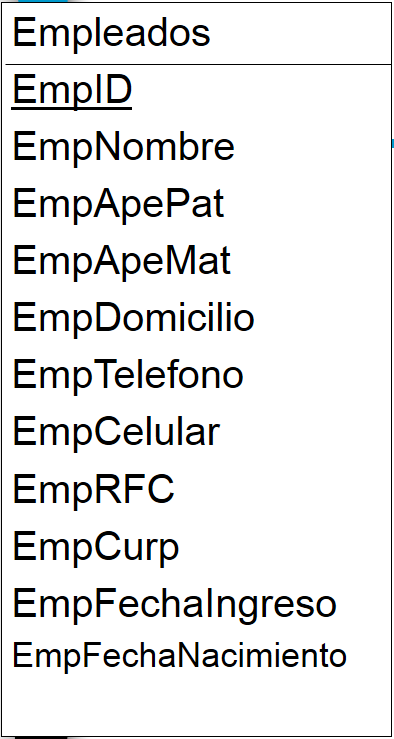 Empleados
EmpID
EmpNombre
EmpApePat
EmpApeMat
EmpDomicilio
EmpTelefono
EmpCelular
EmpRFC
EmpCurp
EmpFechaIngreso
EmpFechaNacimiento